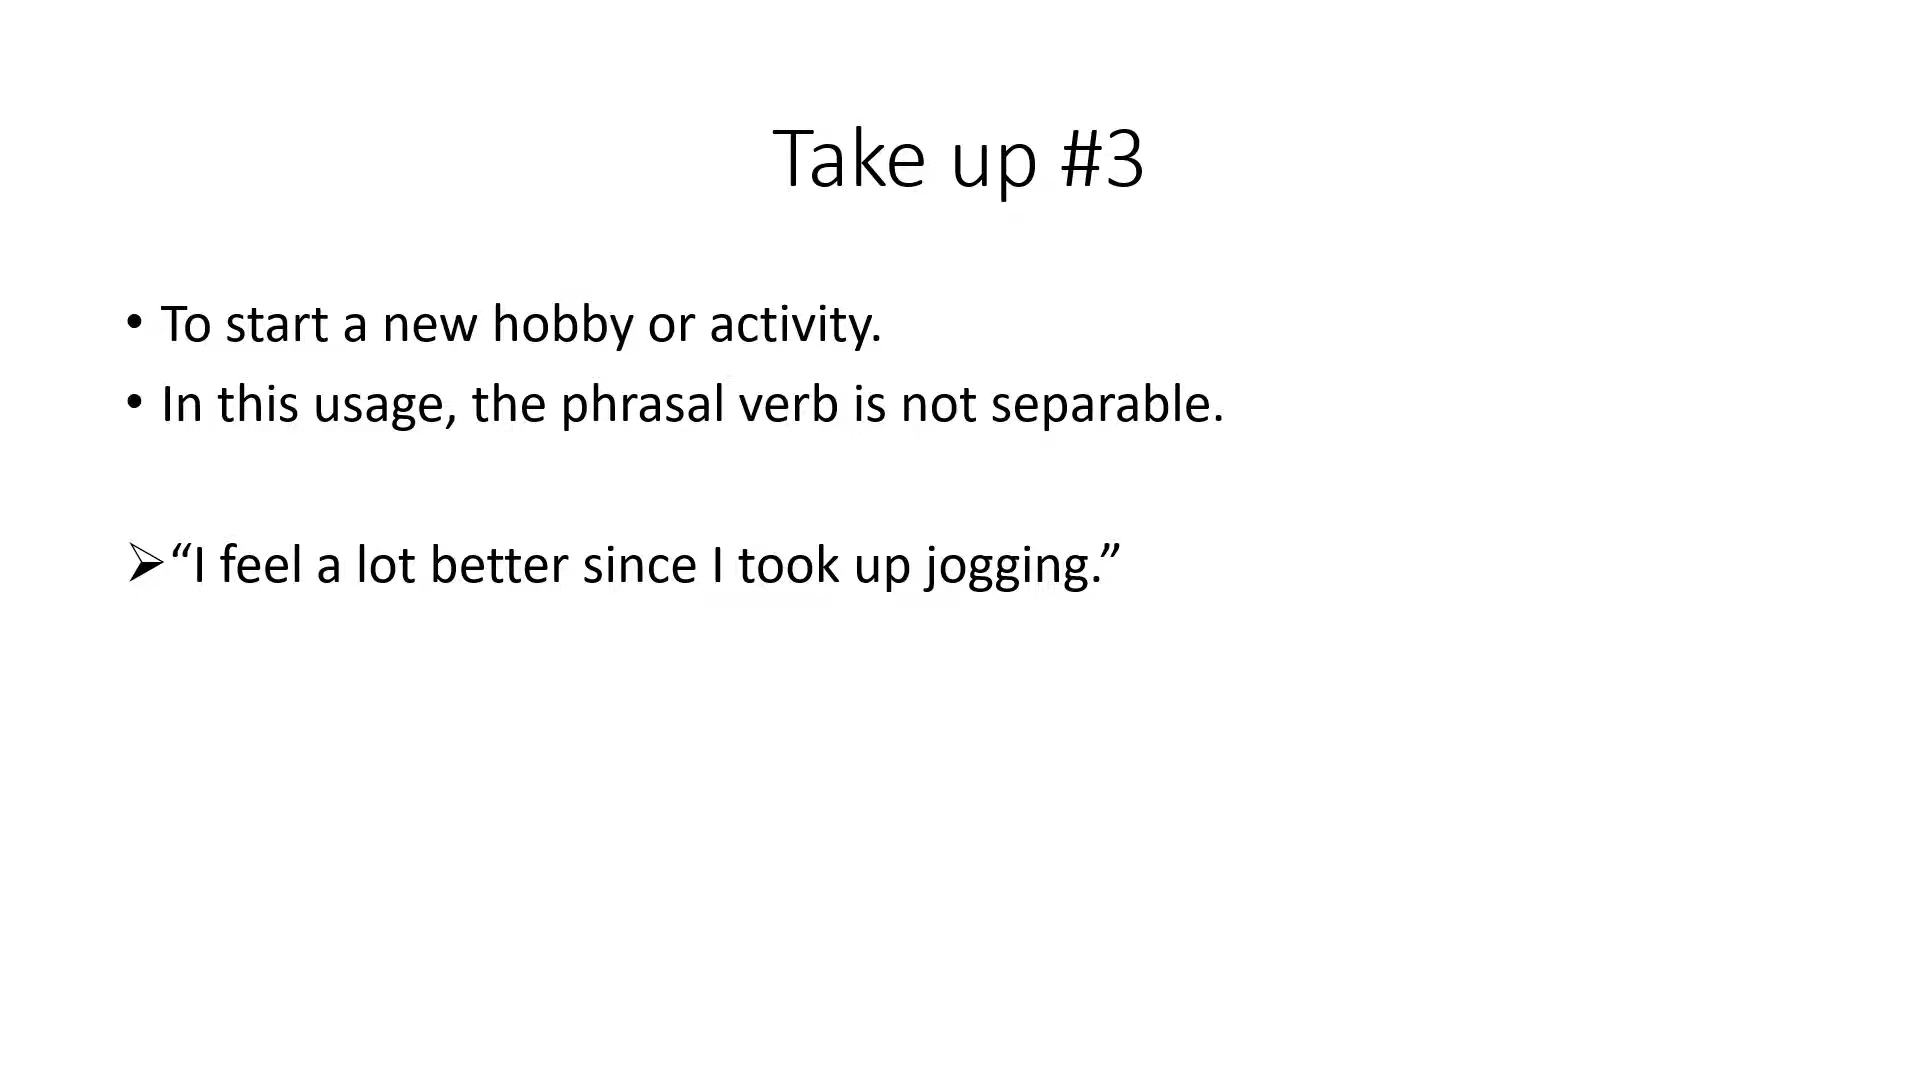 Take up #3
• To start a new hobby or activity.
• In this usage, the phrasal verb is not separable.
➢“I feel a lot better since I took up jogging.”